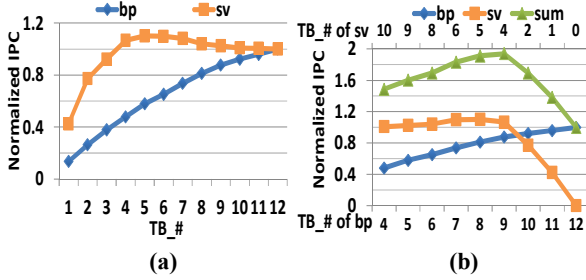 bp sv
Normalized IPC
1.2
0.8
0.4
0
1 2 3 4 5 6 7 8 9 10 11 12
TB_#
(a)
bp sv sum
TB_# of sv 10 9 8 6 5 4 2 1 0
Normalized IPC
2
1.6
1.2
0.8
0.4
0
TB_# of bp 4 5 6 7 8 9 10 11 12
(b)